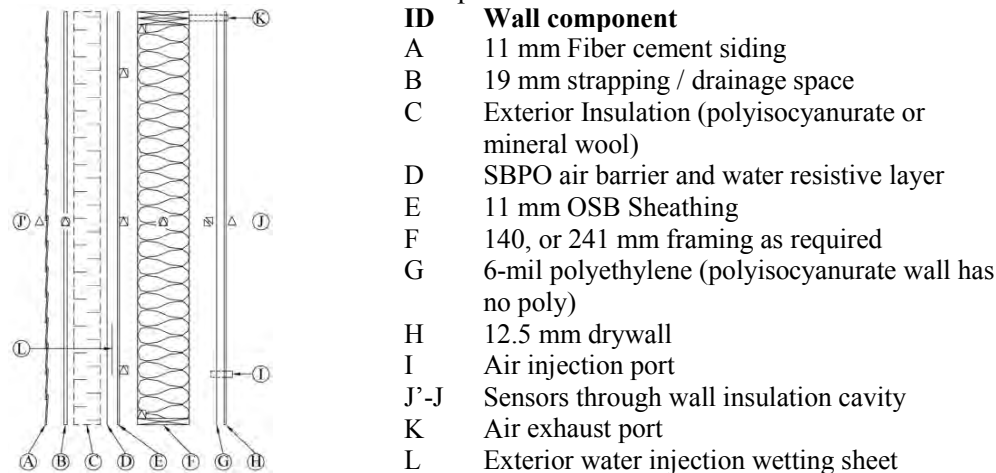 ID Wall component
A 11 mm Fiber cement siding
B 19 mm strapping / drainage space
C Exterior Insulation (polyisocyanurate or
mineral wool)
D SBPO air barrier and water resistive layer
E 11 mm OSB Sheathing
F 140, or 241 mm framing as required
G 6-mil polyethylene (polyisocyanurate wall has
no poly)
H 12.5 mm drywall
I Air injection port
J’-J Sensors through wall insulation cavity
K Air exhaust port
L Exterior water injection wetting sheet
K
J' J
L
I
A B C D E F G H